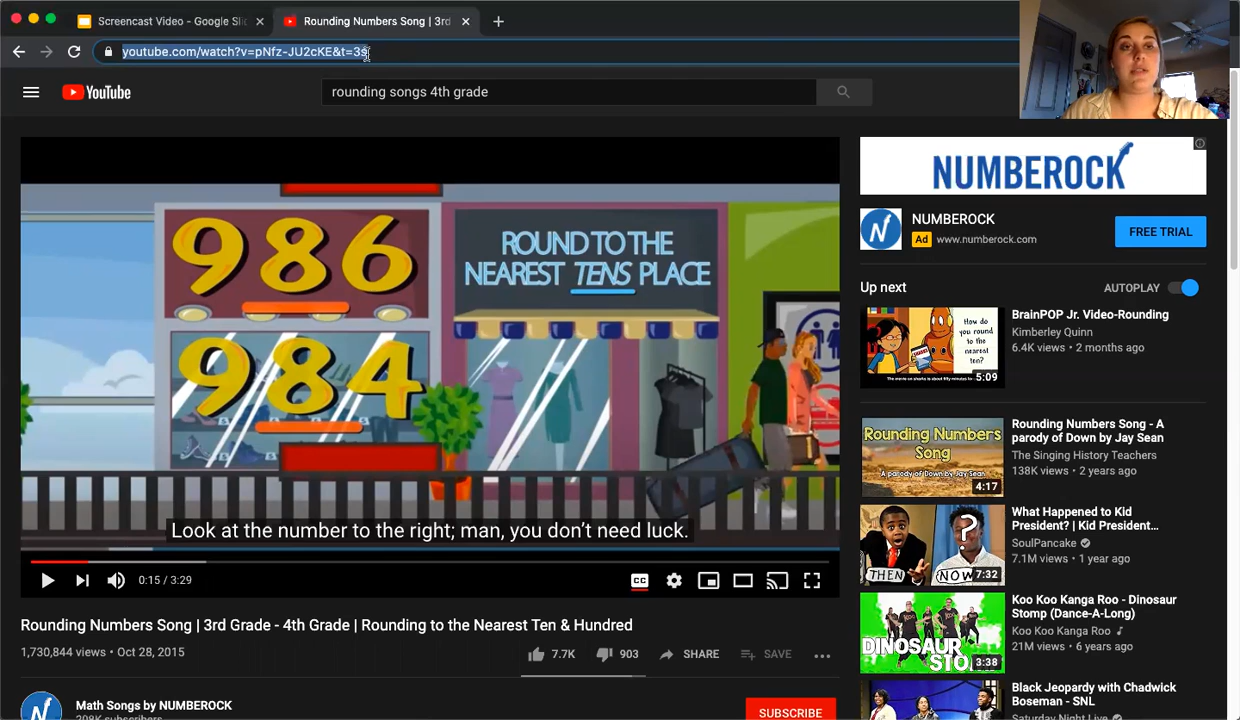 Screencast Video - Google Sli
Rounding Numbers Song | 3rd
youtube.com/watch?v=pNfz-JU2cKE&t=3s
YouTube
rounding songs 4th grade
986
984
ROUND TO THE
NEAREST TENS PLACE
Look at the number to the right; man, you don't need luck.
0:15 / 3:29
CC
Rounding Numbers Song | 3rd Grade - 4th Grade | Rounding to the Nearest Ten & Hundred
1,730,844 views • Oct 28, 2015
7.7K
903
SHARE
SAVE
Math Songs by NUMBEROCK
SUBSCRIBE
NUMBEROCK
NUMBEROCK
Ad www.numberock.com
FREE TRIAL
Up next
AUTOPLAY
How do
you round
to the
nearest
ten?
5:09
BrainPOP Jr. Video-Rounding
Kimberley Quinn
6.4K views • 2 months ago
Rounding Numbers
Song
A parody of Down by Jay Sean
4:17
Rounding Numbers Song - A
parody of Down by Jay Sean
The Singing History Teachers
138K views • 2 years ago
THEN
NOW
7:32
What Happened to Kid
President? | Kid President...
SoulPancake
7.1M views • 1 year ago
DINOSAUR
STO
3:38
Koo Koo Kanga Roo - Dinosaur
Stomp (Dance-A-Long)
Koo Koo Kanga Roo
21M views • 6 years ago
Black Jeopardy with Chadwick
Boseman - SNL
Saturday Night Live